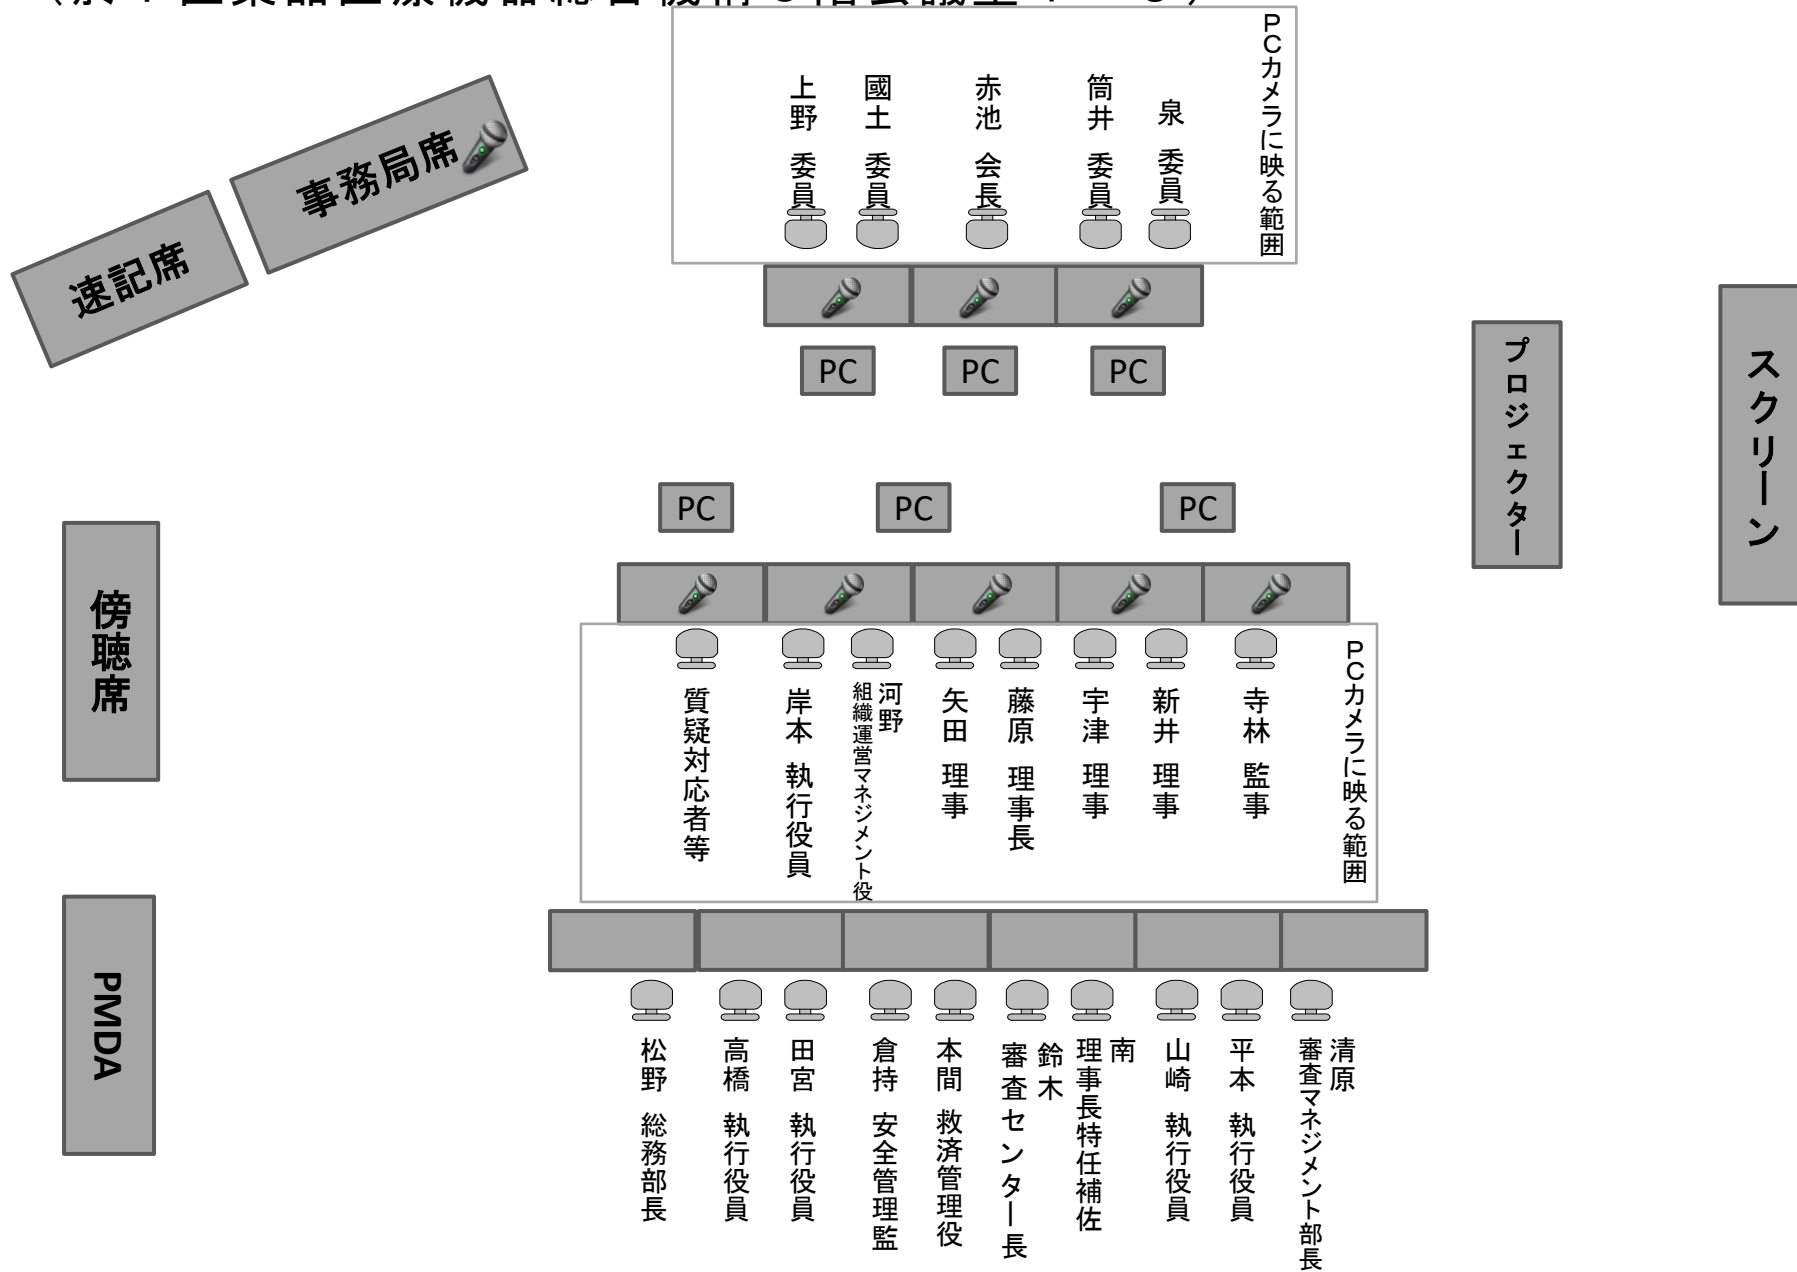 PCカメラに映る範囲
上野 委員
國土 委員
赤池 会長
筒井 委員
泉 委員
事務局席
速記席
PC
PC
PC
プロジェクター
スクリーン
PC
PC
PC
傍聴席
質疑対応者等
岸本 執行役員
河野
組織運営マネジメント役
矢田 理事
藤原 理事長
宇津 理事
新井 理事
寺林 監事
PCカメラに映る範囲
PMDA
松野 総務部長
高橋 執行役員
田宮 執行役員
倉持 安全管理監
本間 救済管理役
鈴木
審査センター長
南
理事長特任補佐
山崎 執行役員
平本 執行役員
清原
審査マネジメント部長